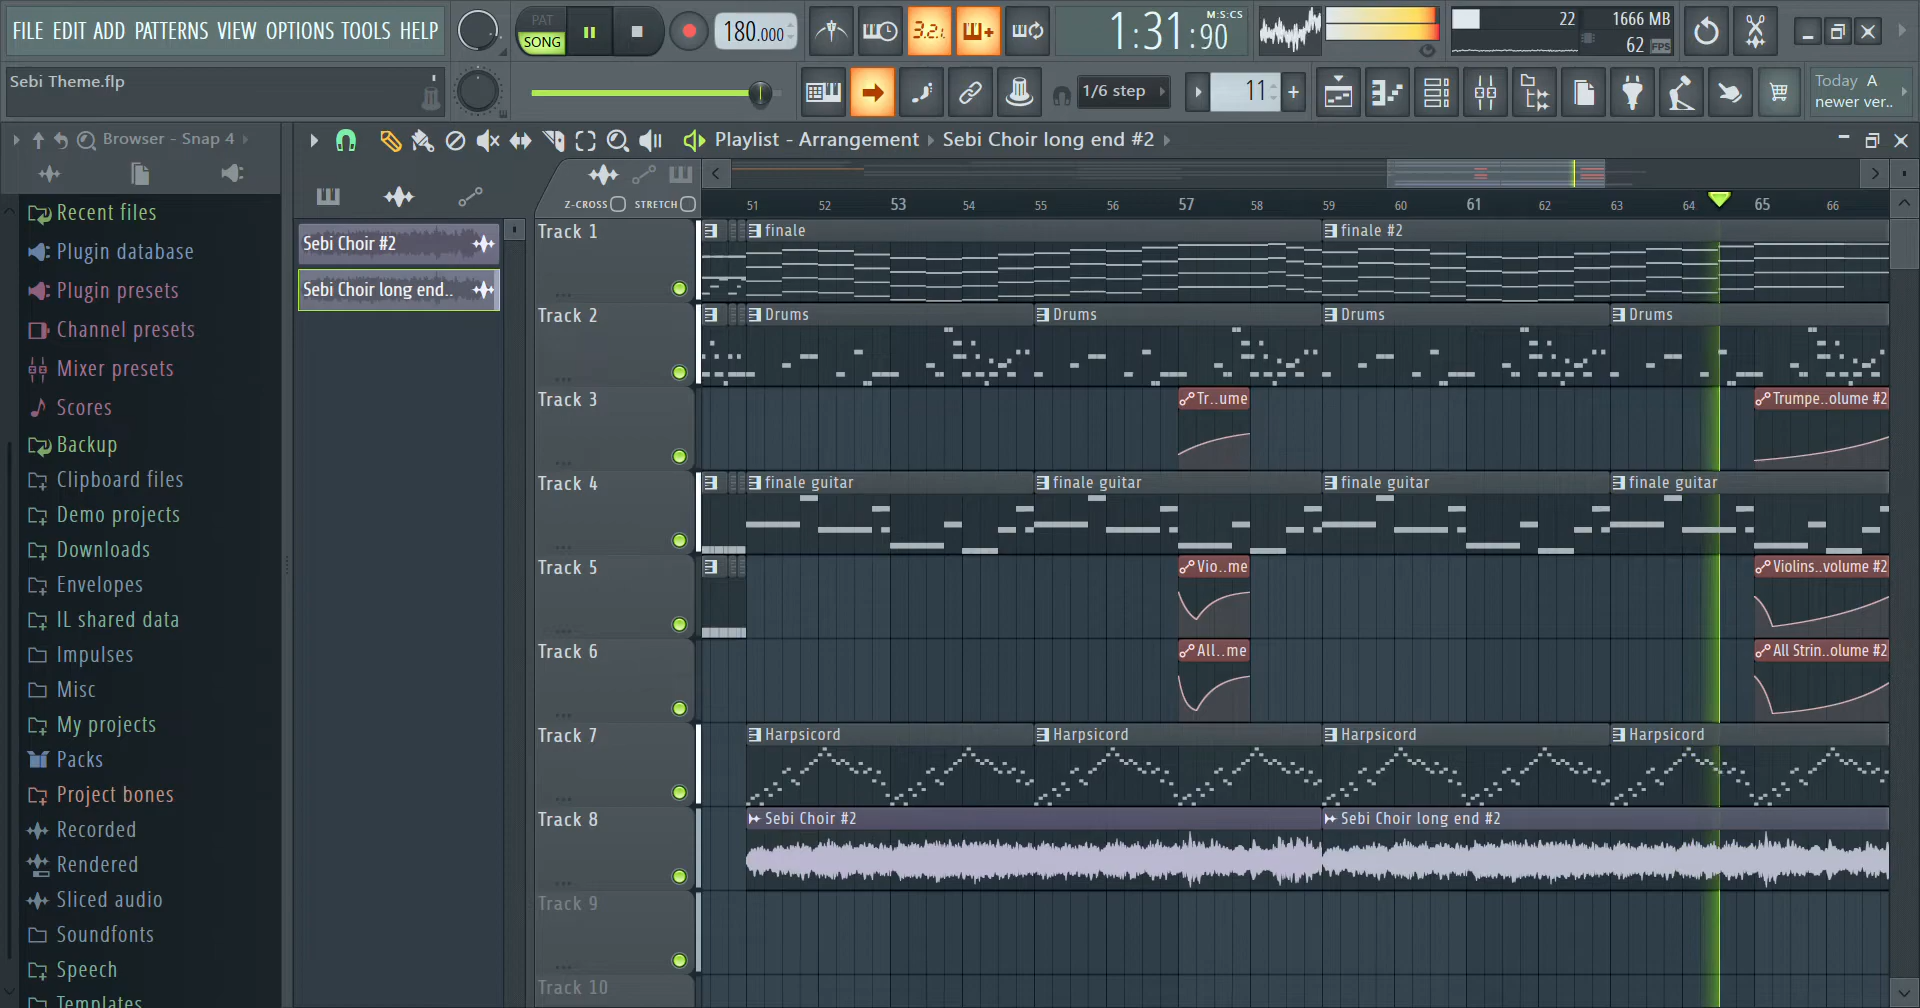 FILE EDIT ADD PATTERNS VIEW OPTIONS TOOLS HELP
PAT
SONG
180.000
3.2.1.
M:S:CS
1:31:90
22
1666 MB
62 FPS
Sebi Theme.flp
1/6 step
11
Today A
newer ver..
Browser - Snap 4
Playlist - Arrangement Sebi Choir long end #2
Z-CROSS STRETCH
51 52 53 54 55 56 57 58 59 60 61 62 63 64 65 66
Recent files
Plugin database
Plugin presets
Channel presets
Mixer presets
Scores
Backup
Clipboard files
Demo projects
Downloads
Envelopes
IL shared data
Impulses
Misc
My projects
Packs
Project bones
Recorded
Rendered
Sliced audio
Soundfonts
Speech
Templates
Sebi Choir #2
Sebi Choir long end..
Track 1
finale
finale #2
Track 2
Drums
Drums
Drums
Drums
Track 3
Tr..ume
Trumpe..olume #2
Track 4
finale guitar
finale guitar
finale guitar
finale guitar
Track 5
Vio..me
Violins..volume #2
Track 6
All..me
All Strin..olume #2
Track 7
Harpsicord
Harpsicord
Harpsicord
Harpsicord
Track 8
Sebi Choir #2
Sebi Choir long end #2
Track 9
Track 10